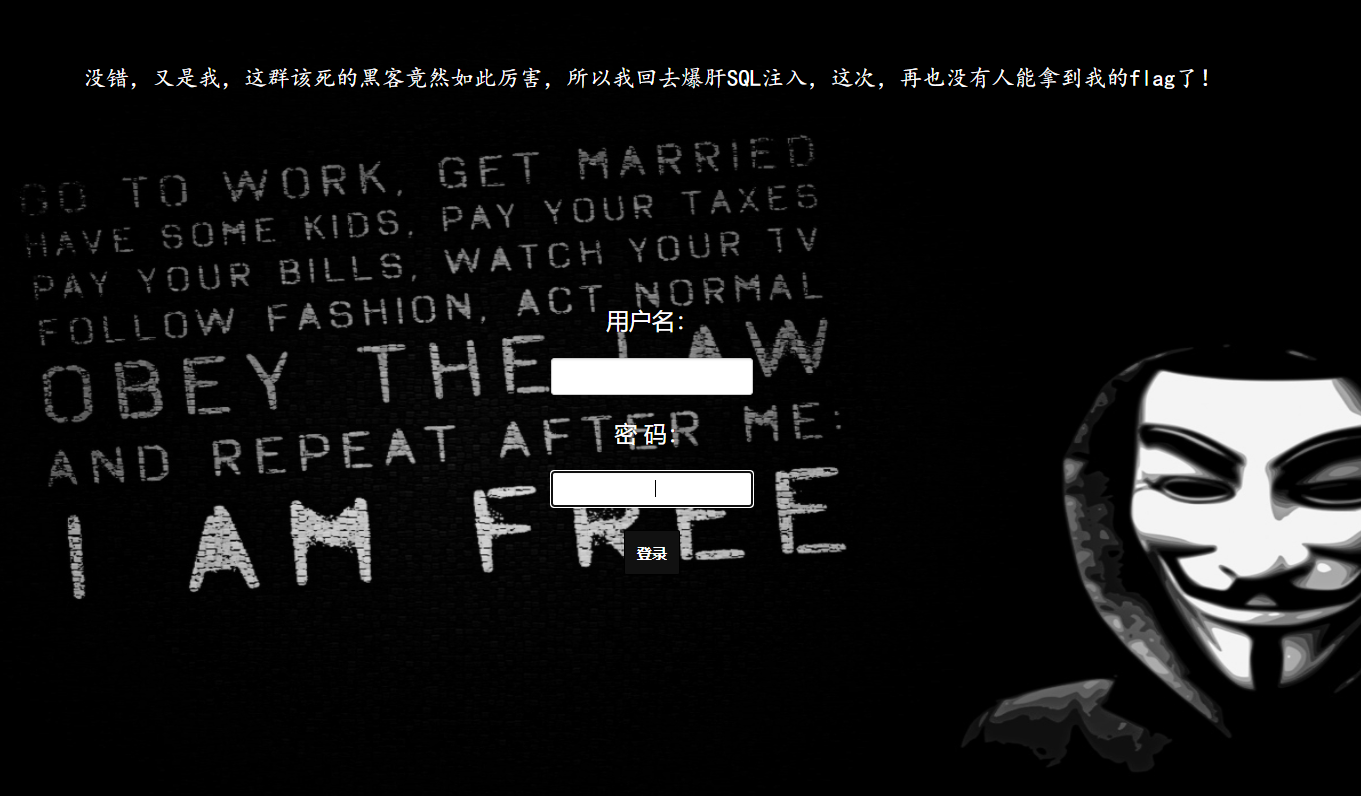 没错，又是我，这群该死的黑客竟然如此厉害，所以我回去爆肝SQL注入，这次，再也没有人能拿到我的flag了！
GO TO WORK, GET MARRIED
HAVE SOME KIDS, PAY YOUR TAXES
PAY YOUR BILLS, WATCH YOUR TV
FOLLOW FASHION, ACT NORMAL
OBEY THE LAW
AND REPEAT AFTER ME:
I AM FREE
用户名：
密 码：
登录